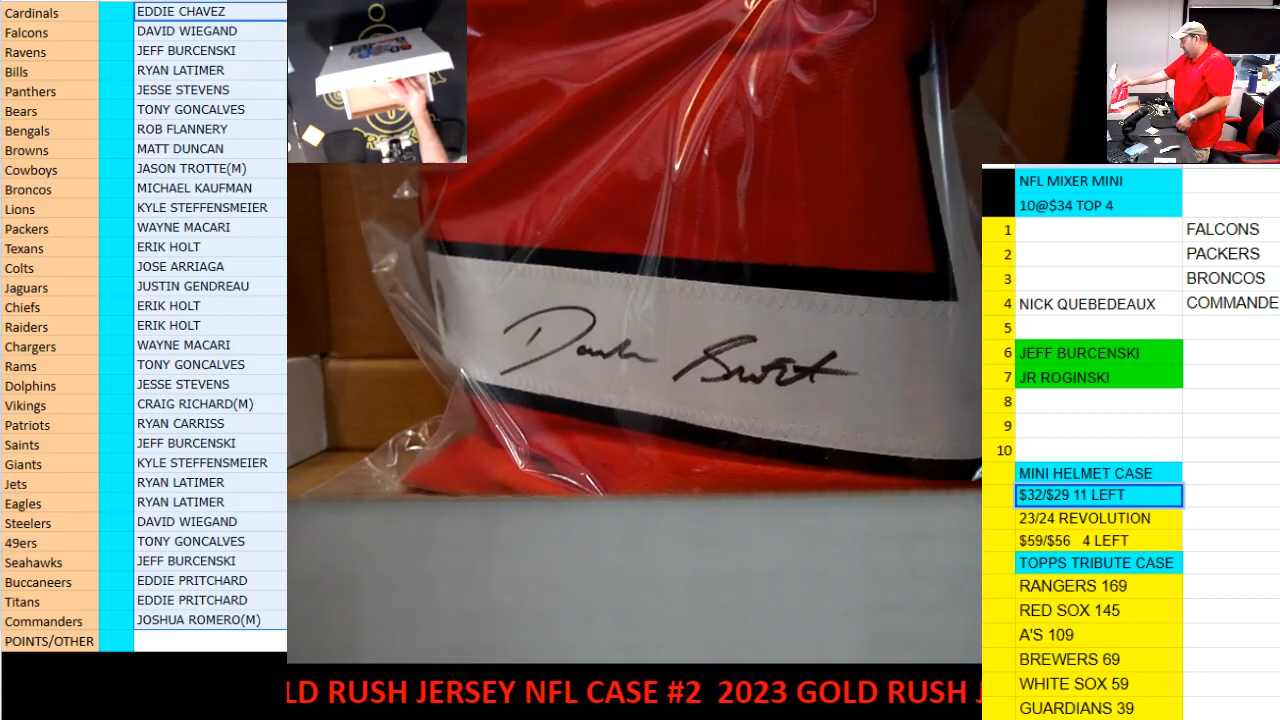 Cardinals EDDIE CHAVEZ
Falcons DAVID WIEGAND
Ravens JEFF BURCENSKI
Bills RYAN LATIMER
Panthers JESSE STEVENS
Bears TONY GONCALVES
Bengals ROB FLANNERY
Browns MATT DUNCAN
Cowboys JASON TROTTE(M)
Broncos MICHAEL KAUFMAN
Lions KYLE STEFFENSMEIER
Packers WAYNE MACARI
Texans ERIK HOLT
Colts JOSE ARRIAGA
Jaguars JUSTIN GENDREAU
Chiefs ERIK HOLT
Raiders ERIK HOLT
Chargers WAYNE MACARI
Rams TONY GONCALVES
Dolphins JESSE STEVENS
Vikings CRAIG RICHARD(M)
Patriots RYAN CARRISS
Saints JEFF BURCENSKI
Giants KYLE STEFFENSMEIER
Jets RYAN LATIMER
Eagles RYAN LATIMER
Steelers DAVID WIEGAND
49ers TONY GONCALVES
Seahawks JEFF BURCENSKI
Buccaneers EDDIE PRITCHARD
Titans EDDIE PRITCHARD
Commanders JOSHUA ROMERO(M)
POINTS/OTHER
NFL MIXER MINI
10@$34 TOP 4
1 FALCONS
2 PACKERS
3 BRONCOS
4 NICK QUEBEDEAUX COMMANDE
5
6 JEFF BURCENSKI
7 JR ROGINSKI
8
9
10
MINI HELMET CASE
$32/$29 11 LEFT
23/24 REVOLUTION
$59/$56 4 LEFT
TOPPS TRIBUTE CASE
RANGERS 169
RED SOX 145
A'S 109
BREWERS 69
WHITE SOX 59
GUARDIANS 39
LD RUSH JERSEY NFL CASE #2 2023 GOLD RUSH J